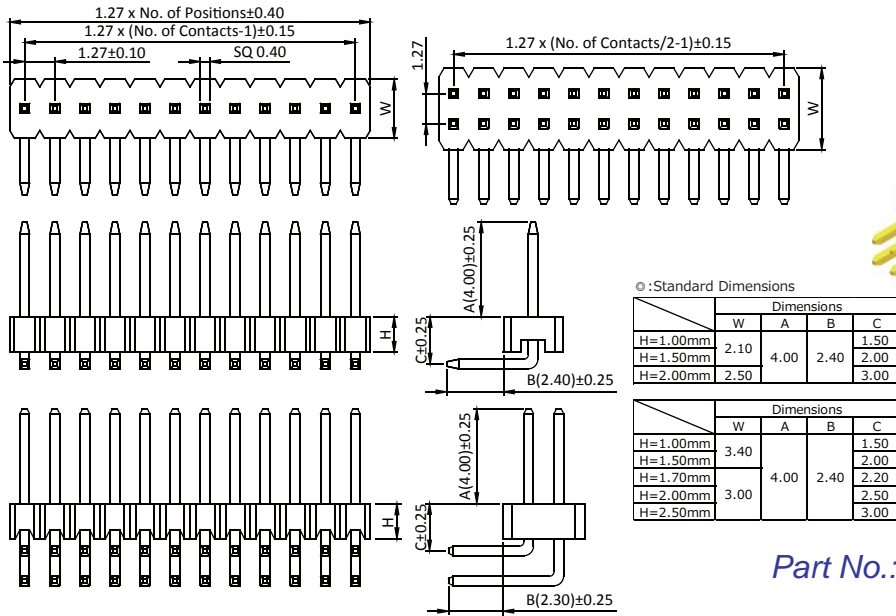 1.27 x No. of Positions±0.40
1.27 x (No. of Contacts-1)±0.15
1.27±0.10
SQ 0.40
W
1.27 x (No. of Contacts/2-1)±0.15
1.27
W
A(4.00)±0.25
H
C±0.25
B(2.40)±0.25
◎:Standard Dimensions
Dimensions
W A B C
H=1.00mm 2.10 4.00 2.40 1.50
H=1.50mm 2.00
H=2.00mm 2.50 3.00
Dimensions
W A B C
H=1.00mm 3.40 4.00 2.40 1.50
H=1.50mm 2.00
H=1.70mm 3.00 2.20
H=2.00mm 2.50
H=2.50mm 3.00
A(4.00)±0.25
H
C±0.25
B(2.30)±0.25
Part No.: